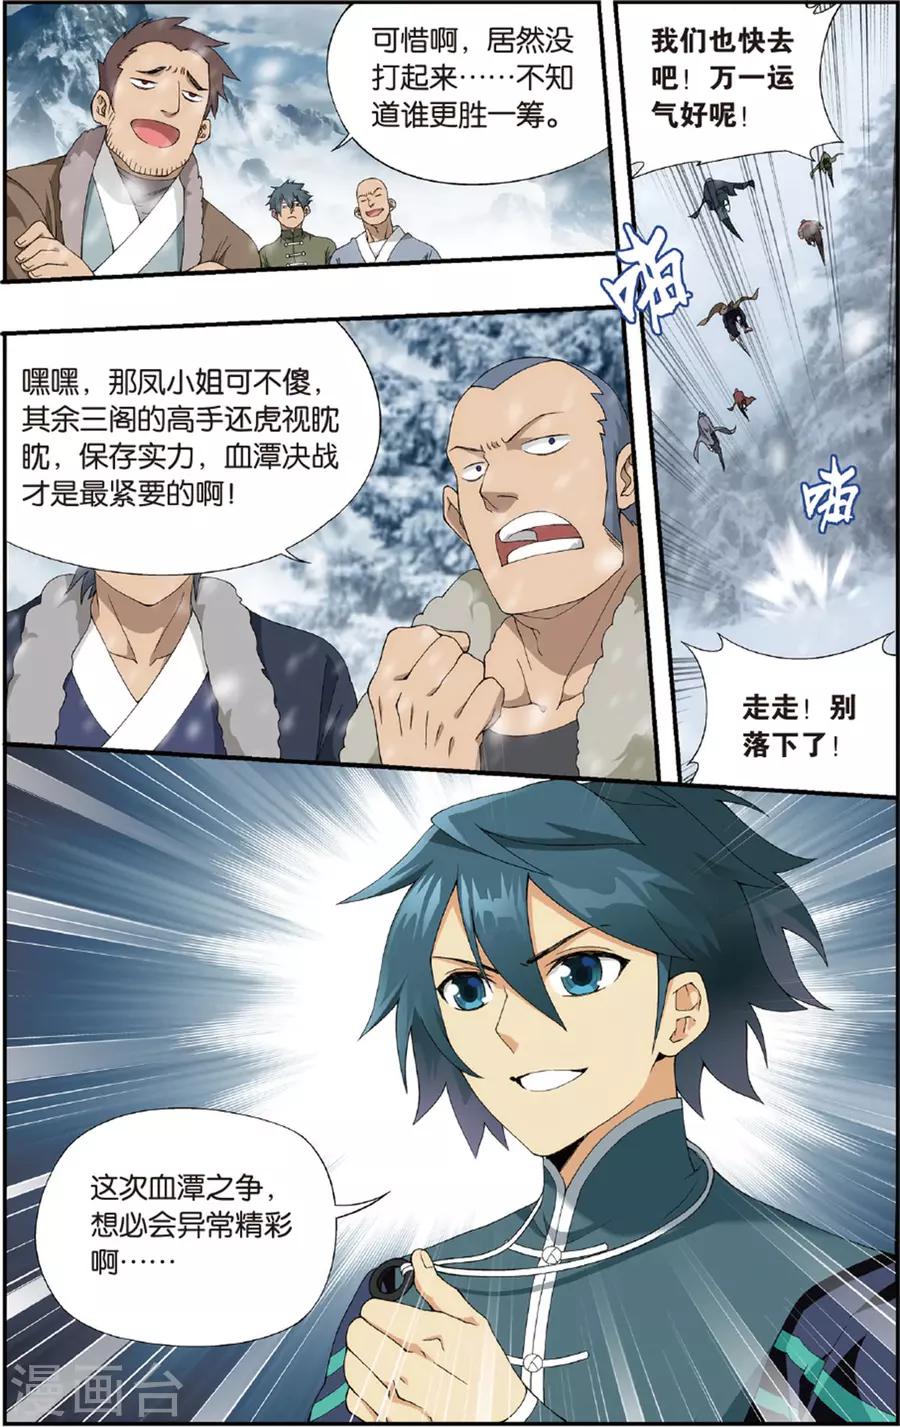 可惜啊，居然没
打起来……不知
道谁更胜一筹。
我们也快去
吧！万一运
气好呢！
啪
嘿嘿，那凤小姐可不傻，
其余三阁的高手还虎视眈
眈，保存实力，血潭决战
才是最紧要的啊！
啪
走走！别
落下了！
这次血潭之争，
想必会异常精彩
啊……
漫画台